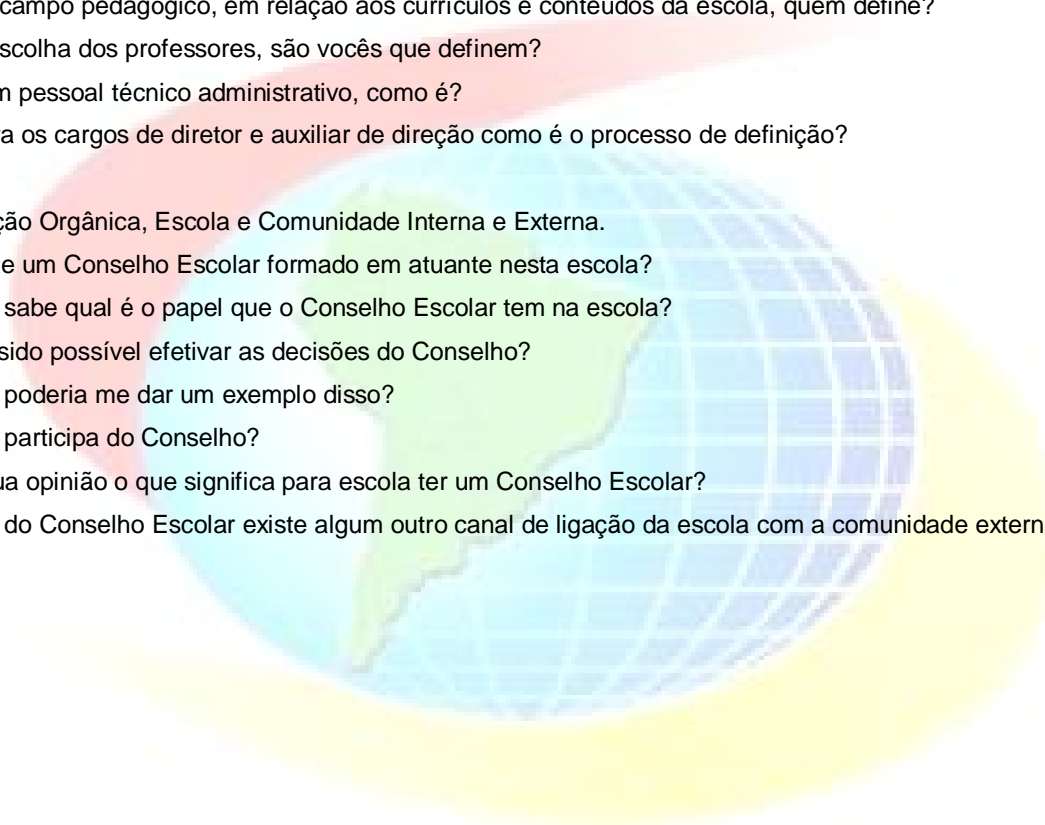 campo pedagógico, em relação aos currículos e conteúdos da escola, quem define?
scolha dos professores, são vocês que definem?
m pessoal técnico administrativo, como é?
a os cargos de diretor e auxiliar de direção como é o processo de definição?
ção Orgânica, Escola e Comunidade Interna e Externa.
e um Conselho Escolar formado em atuante nesta escola?
sabe qual é o papel que o Conselho Escolar tem na escola?
sido possível efetivar as decisões do Conselho?
poderia me dar um exemplo disso?
participa do Conselho?
ua opinião o que significa para escola ter um Conselho Escolar?
do Conselho Escolar existe algum outro canal de ligação da escola com a comunidade extern